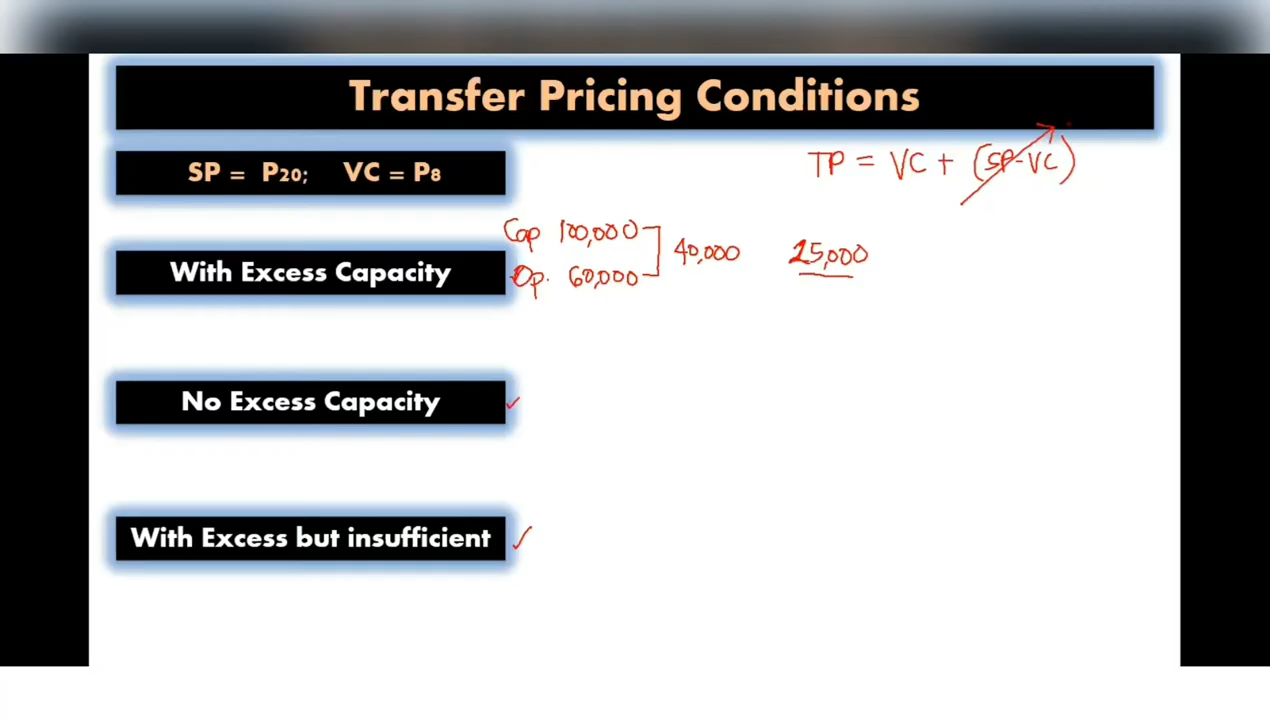 Transfer Pricing Conditions
SP = P20; VC = P8
TP = VC + (SP-VC)
Cap 100,000
40,000 25,000
With Excess Capacity
Op. 60,000
No Excess Capacity ✓
With Excess but insufficient ✓